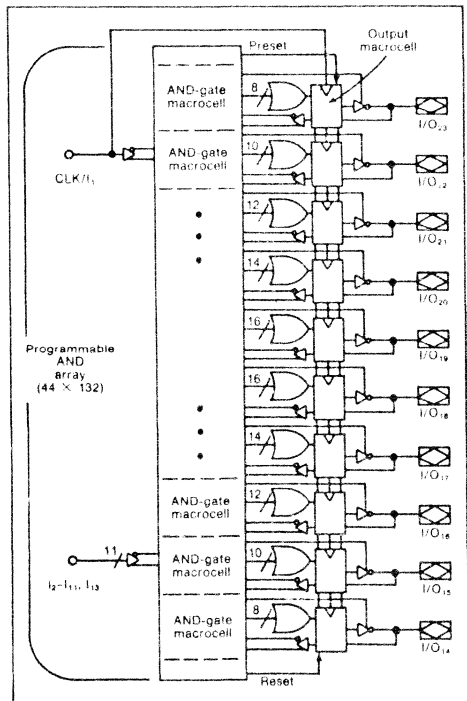 Output
macrocell
Preset
AND-gate
macrocell
8
I/O₂₃
CLK/I₁
AND-gate
macrocell
10
I/O₂₂
12
I/O₂₁
14
I/O₂₀
16
I/O₁₉
Programmable
AND
array
(44 × 132)
16
I/O₁₈
14
I/O₁₇
AND-gate
macrocell
12
I/O₁₆
11
I₂–I₁₁, I₁₃
AND-gate
macrocell
10
I/O₁₅
AND-gate
macrocell
8
I/O₁₄
Reset